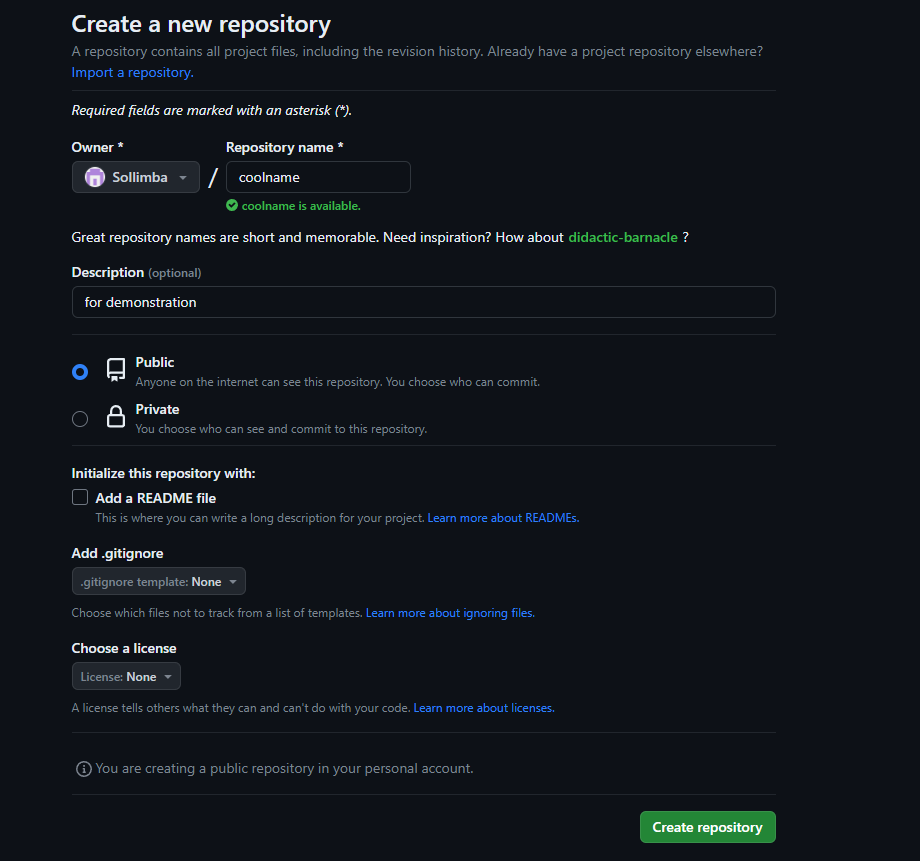 Create a new repository
A repository contains all project files, including the revision history. Already have a project repository elsewhere?
Import a repository.
Required fields are marked with an asterisk (*).
Owner *
Repository name *
Sollimba
/
coolname
coolname is available.
Great repository names are short and memorable. Need inspiration? How about didactic-barnacle ?
Description (optional)
for demonstration
Public
Anyone on the internet can see this repository. You choose who can commit.
Private
You choose who can see and commit to this repository.
Initialize this repository with:
Add a README file
This is where you can write a long description for your project. Learn more about READMEs.
Add .gitignore
.gitignore template: None
Choose which files not to track from a list of templates. Learn more about ignoring files.
Choose a license
License: None
A license tells others what they can and can't do with your code. Learn more about licenses.
You are creating a public repository in your personal account.
Create repository